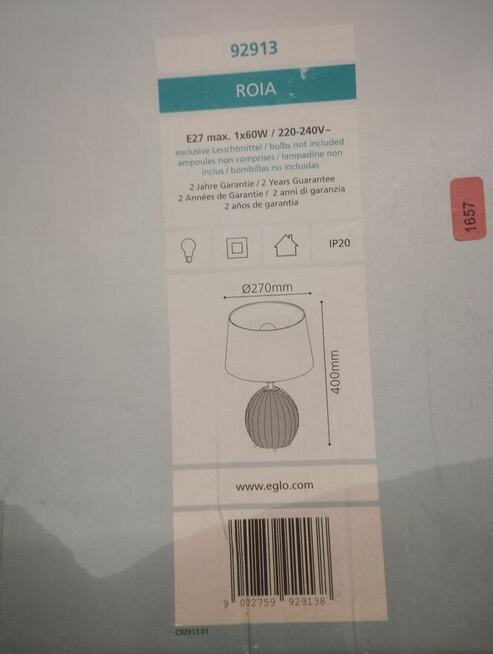 92913
ROIA
E27 max. 1x60W / 220-240V~
exclusive Leuchtmittel / bulbs not included
ampoules non comprises / lampadine non
inclus / bombillas no incluidas
2 Jahre Garantie / 2 Years Guarantee
2 Années de Garantie / 2 anni di garanzia
2 años de garantia
IP20
1657
Ø270mm
400mm
www.eglo.com
9 002759 929138
C92913.01